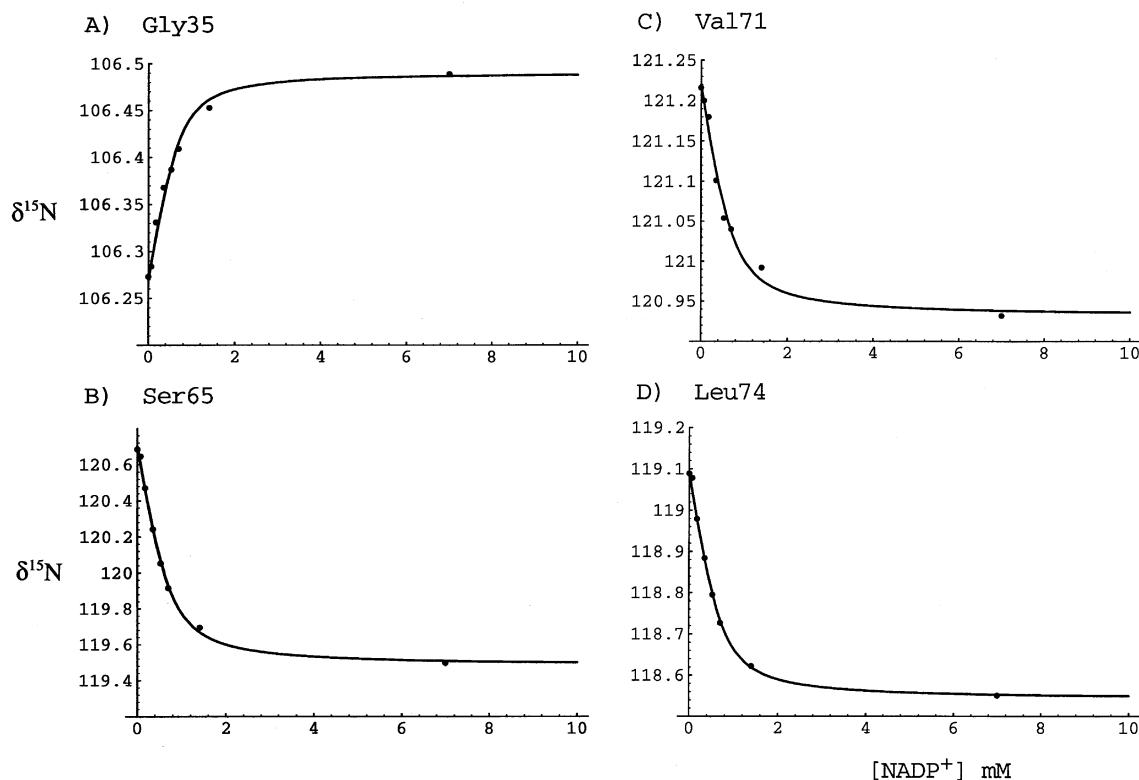 A) Gly35
106.5
106.45
106.4
106.35
106.3
106.25
δ¹⁵N
0 2 4 6 8 10
B) Ser65
120.6
120.4
120.2
120
119.8
119.6
119.4
δ¹⁵N
0 2 4 6 8 10
C) Val71
121.25
121.2
121.15
121.1
121.05
121
120.95
0 2 4 6 8 10
D) Leu74
119.2
119.1
119
118.9
118.8
118.7
118.6
0 2 4 6 8 10
[NADP⁺] mM